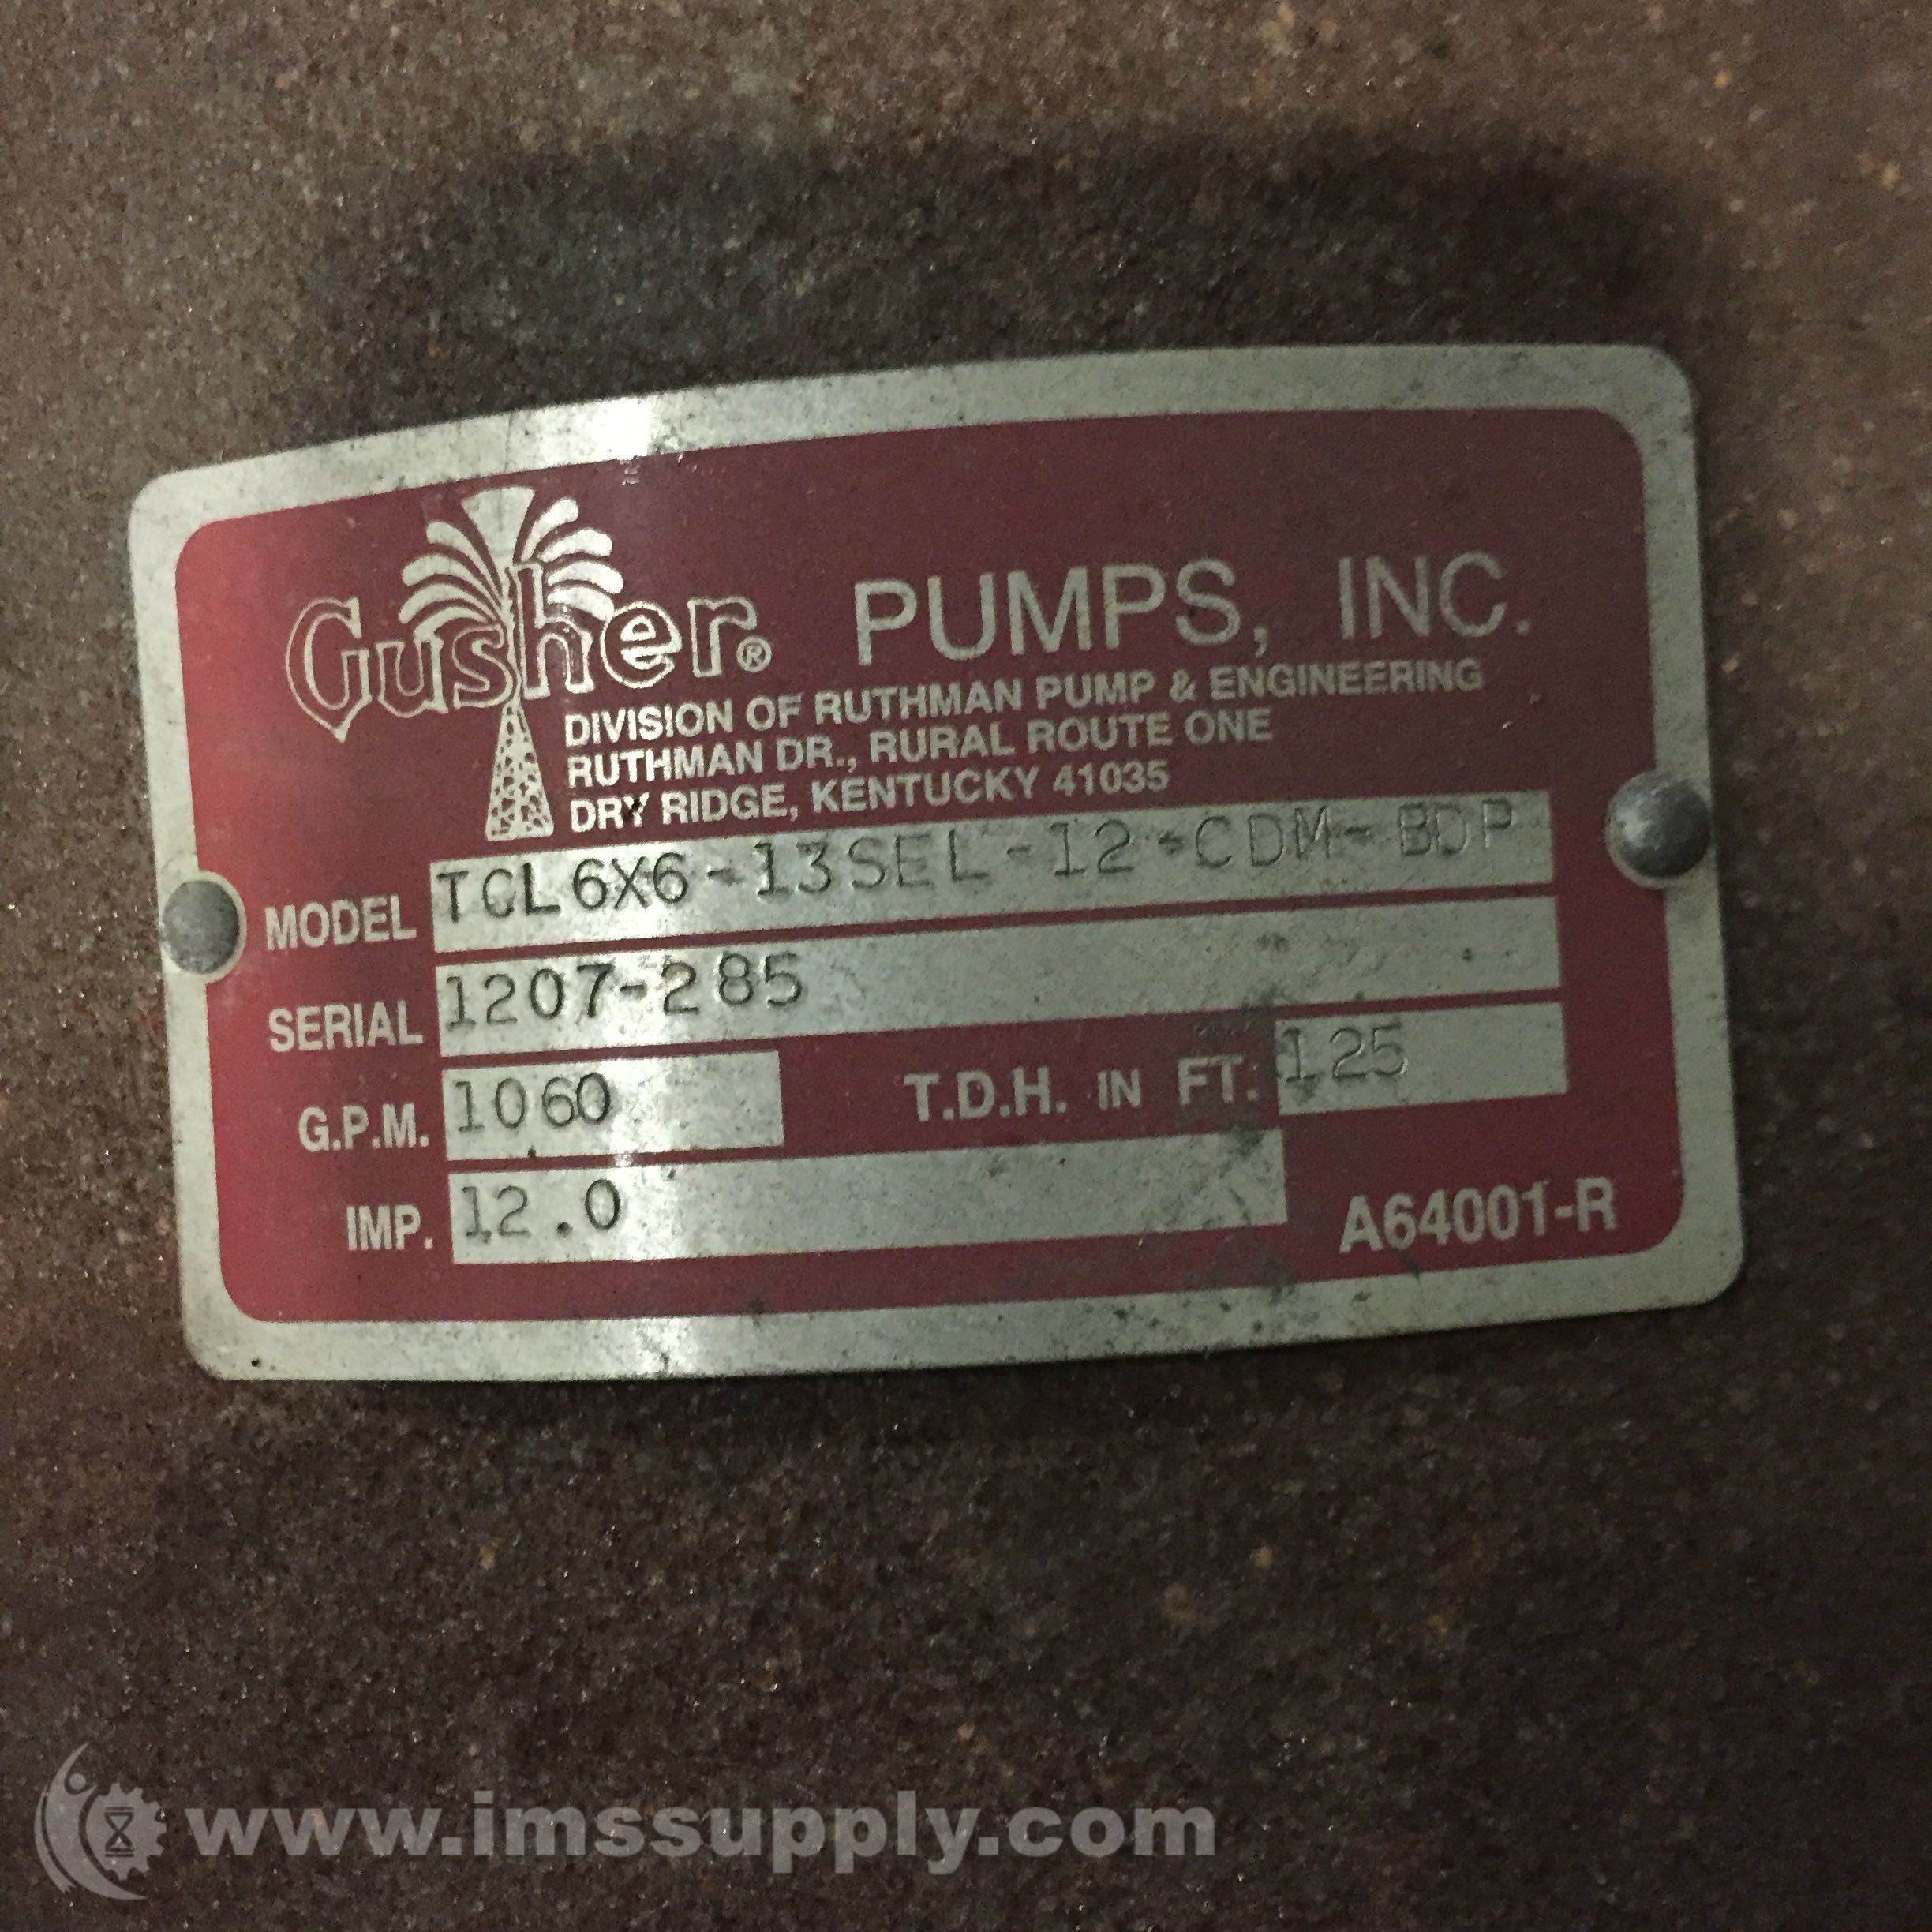 Gusher® PUMPS, INC.
DIVISION OF RUTHMAN PUMP & ENGINEERING
RUTHMAN DR., RURAL ROUTE ONE
DRY RIDGE, KENTUCKY 41035
MODEL TCL6X6-13SEL-12-CDM-BDP
SERIAL 1207-285
G.P.M. 1060 T.D.H. IN FT. 125
IMP. 12.0 A64001-R
www.imssupply.com